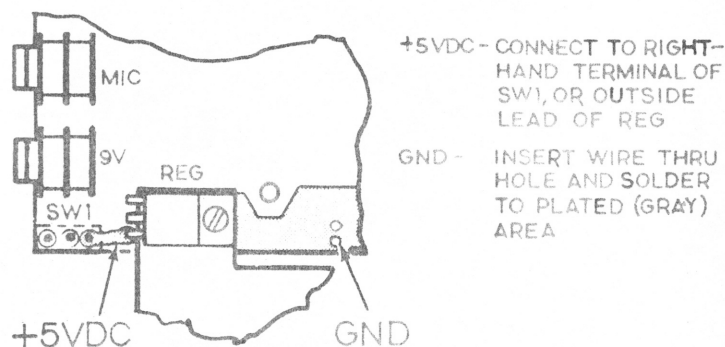 MIC
9V
REG
SW1
+5VDC
GND
+5VDC - CONNECT TO RIGHT-
HAND TERMINAL OF
SW1, OR OUTSIDE
LEAD OF REG
GND - INSERT WIRE THRU
HOLE AND SOLDER
TO PLATED (GRAY)
AREA